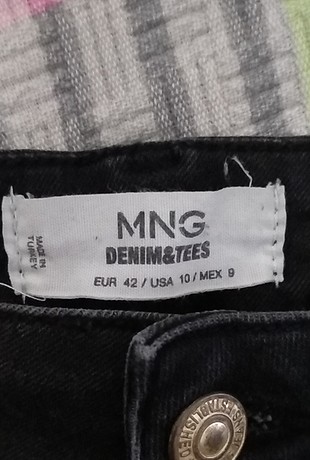 MNG
DENIM&TEES
EUR 42 / USA 10 / MEX 9
MADE IN
TURKEY